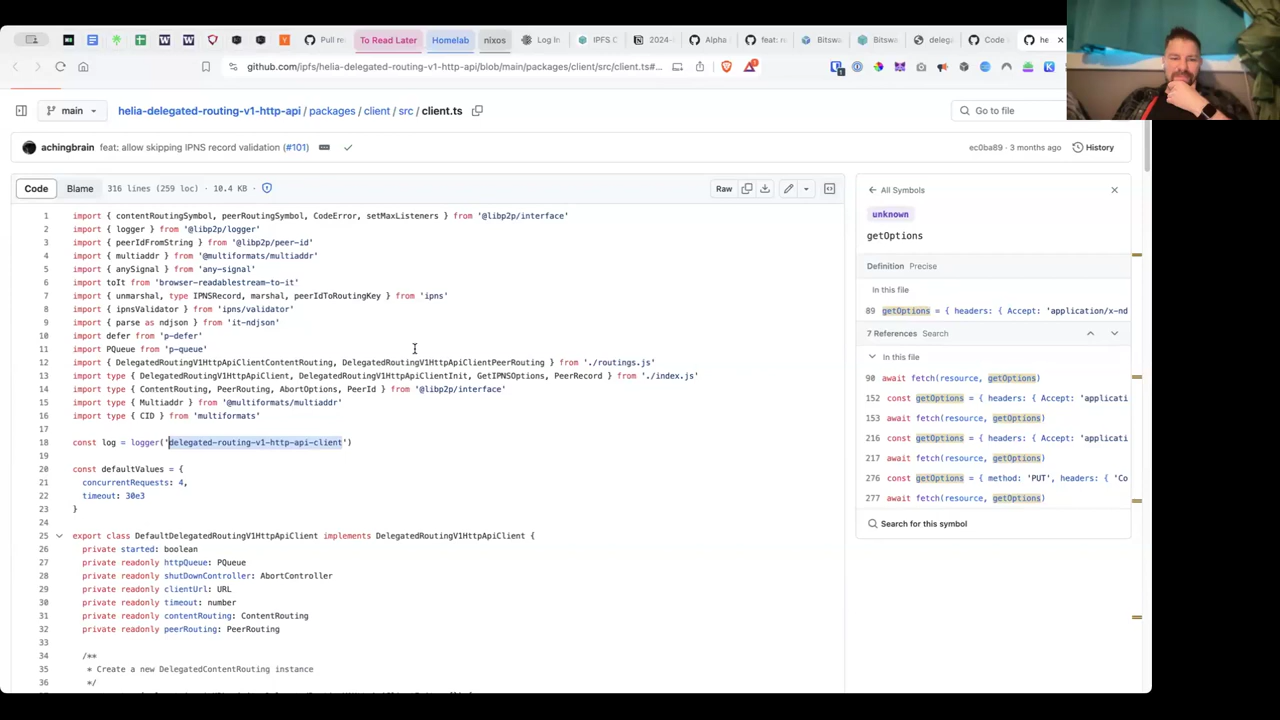 Pull re
To Read Later
Homelab
nixos
Log In
IPFS C
2024-
Alpha
feat: r
Bitsw
Bitsw
deleg
Code
he
github.com/ipfs/helia-delegated-routing-v1-http-api/blob/main/packages/client/src/client.ts#...
main
helia-delegated-routing-v1-http-api / packages / client / src / client.ts
Go to file
achingbrain feat: allow skipping IPNS record validation (#101)
ec0ba89 · 3 months ago
History
Code
Blame
316 lines (259 loc) · 10.4 KB
Raw
1 import { contentRoutingSymbol, peerRoutingSymbol, CodeError, setMaxListeners } from '@libp2p/interface'
2 import { logger } from '@libp2p/logger'
3 import { peerIdFromString } from '@libp2p/peer-id'
4 import { multiaddr } from '@multiformats/multiaddr'
5 import { anySignal } from 'any-signal'
6 import toIt from 'browser-readablestream-to-it'
7 import { unmarshal, type IPNSRecord, marshal, peerIdToRoutingKey } from 'ipns'
8 import { ipnsValidator } from 'ipns/validator'
9 import { parse as ndjson } from 'it-ndjson'
10 import defer from 'p-defer'
11 import PQueue from 'p-queue'
12 import { DelegatedRoutingV1HttpApiClientContentRouting, DelegatedRoutingV1HttpApiClientPeerRouting } from './routings.js'
13 import type { DelegatedRoutingV1HttpApiClient, DelegatedRoutingV1HttpApiClientInit, GetIPNSOptions, PeerRecord } from './index.js'
14 import type { ContentRouting, PeerRouting, AbortOptions, PeerId } from '@libp2p/interface'
15 import type { Multiaddr } from '@multiformats/multiaddr'
16 import type { CID } from 'multiformats'
17
18 const log = logger('delegated-routing-v1-http-api-client')
19
20 const defaultValues = {
21 concurrentRequests: 4,
22 timeout: 30e3
23 }
24
25 export class DefaultDelegatedRoutingV1HttpApiClient implements DelegatedRoutingV1HttpApiClient {
26 private started: boolean
27 private readonly httpQueue: PQueue
28 private readonly shutDownController: AbortController
29 private readonly clientUrl: URL
30 private readonly timeout: number
31 private readonly contentRouting: ContentRouting
32 private readonly peerRouting: PeerRouting
33
34 /**
35 * Create a new DelegatedContentRouting instance
36 */
All Symbols
unknown
getOptions
Definition Precise
In this file
89 getOptions = { headers: { Accept: 'application/x-nd
7 References Search
In this file
90 await fetch(resource, getOptions)
152 const getOptions = { headers: { Accept: 'applicati
153 await fetch(resource, getOptions)
216 const getOptions = { headers: { Accept: 'applicati
217 await fetch(resource, getOptions)
276 const getOptions = { method: 'PUT', headers: { 'Co
277 await fetch(resource, getOptions)
Search for this symbol